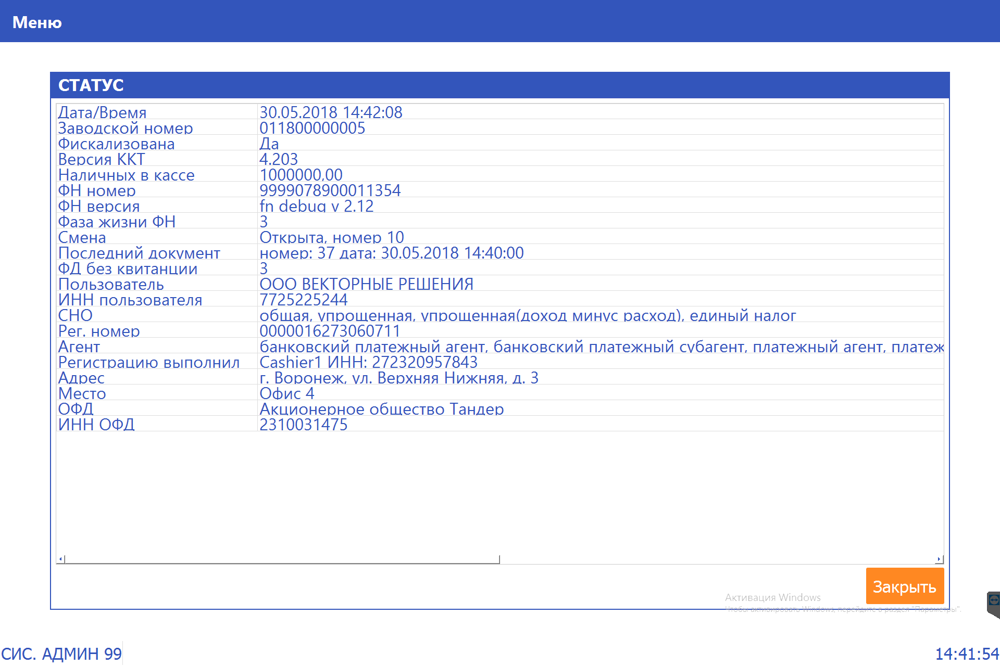 Меню
СТАТУС
Дата/Время 30.05.2018 14:42:08
Заводской номер 011800000005
Фискализована Да
Версия ККТ 4.203
Наличных в кассе 1000000,00
ФН номер 9999078900011354
ФН версия fn debug v 2.12
Фаза жизни ФН 3
Смена Открыта, номер 10
Последний документ номер: 37 дата: 30.05.2018 14:40:00
ФД без квитанции 3
Пользователь ООО ВЕКТОРНЫЕ РЕШЕНИЯ
ИНН пользователя 7725225244
СНО общая, упрощенная, упрощенная(доход минус расход), единый налог
Рег. номер 0000016273060711
Агент банковский платежный агент, банковский платежный субагент, платежный агент, платеж
Регистрацию выполнил Cashier1 ИНН: 272320957843
Адрес г. Воронеж, ул. Верхняя Нижняя, д. 3
Место Офис 4
ОФД Акционерное общество Тандер
ИНН ОФД 2310031475
Закрыть
Активация Windows
Чтобы активировать Windows, перейдите в раздел "Параметры".
СИС. АДМИН 99
14:41:54